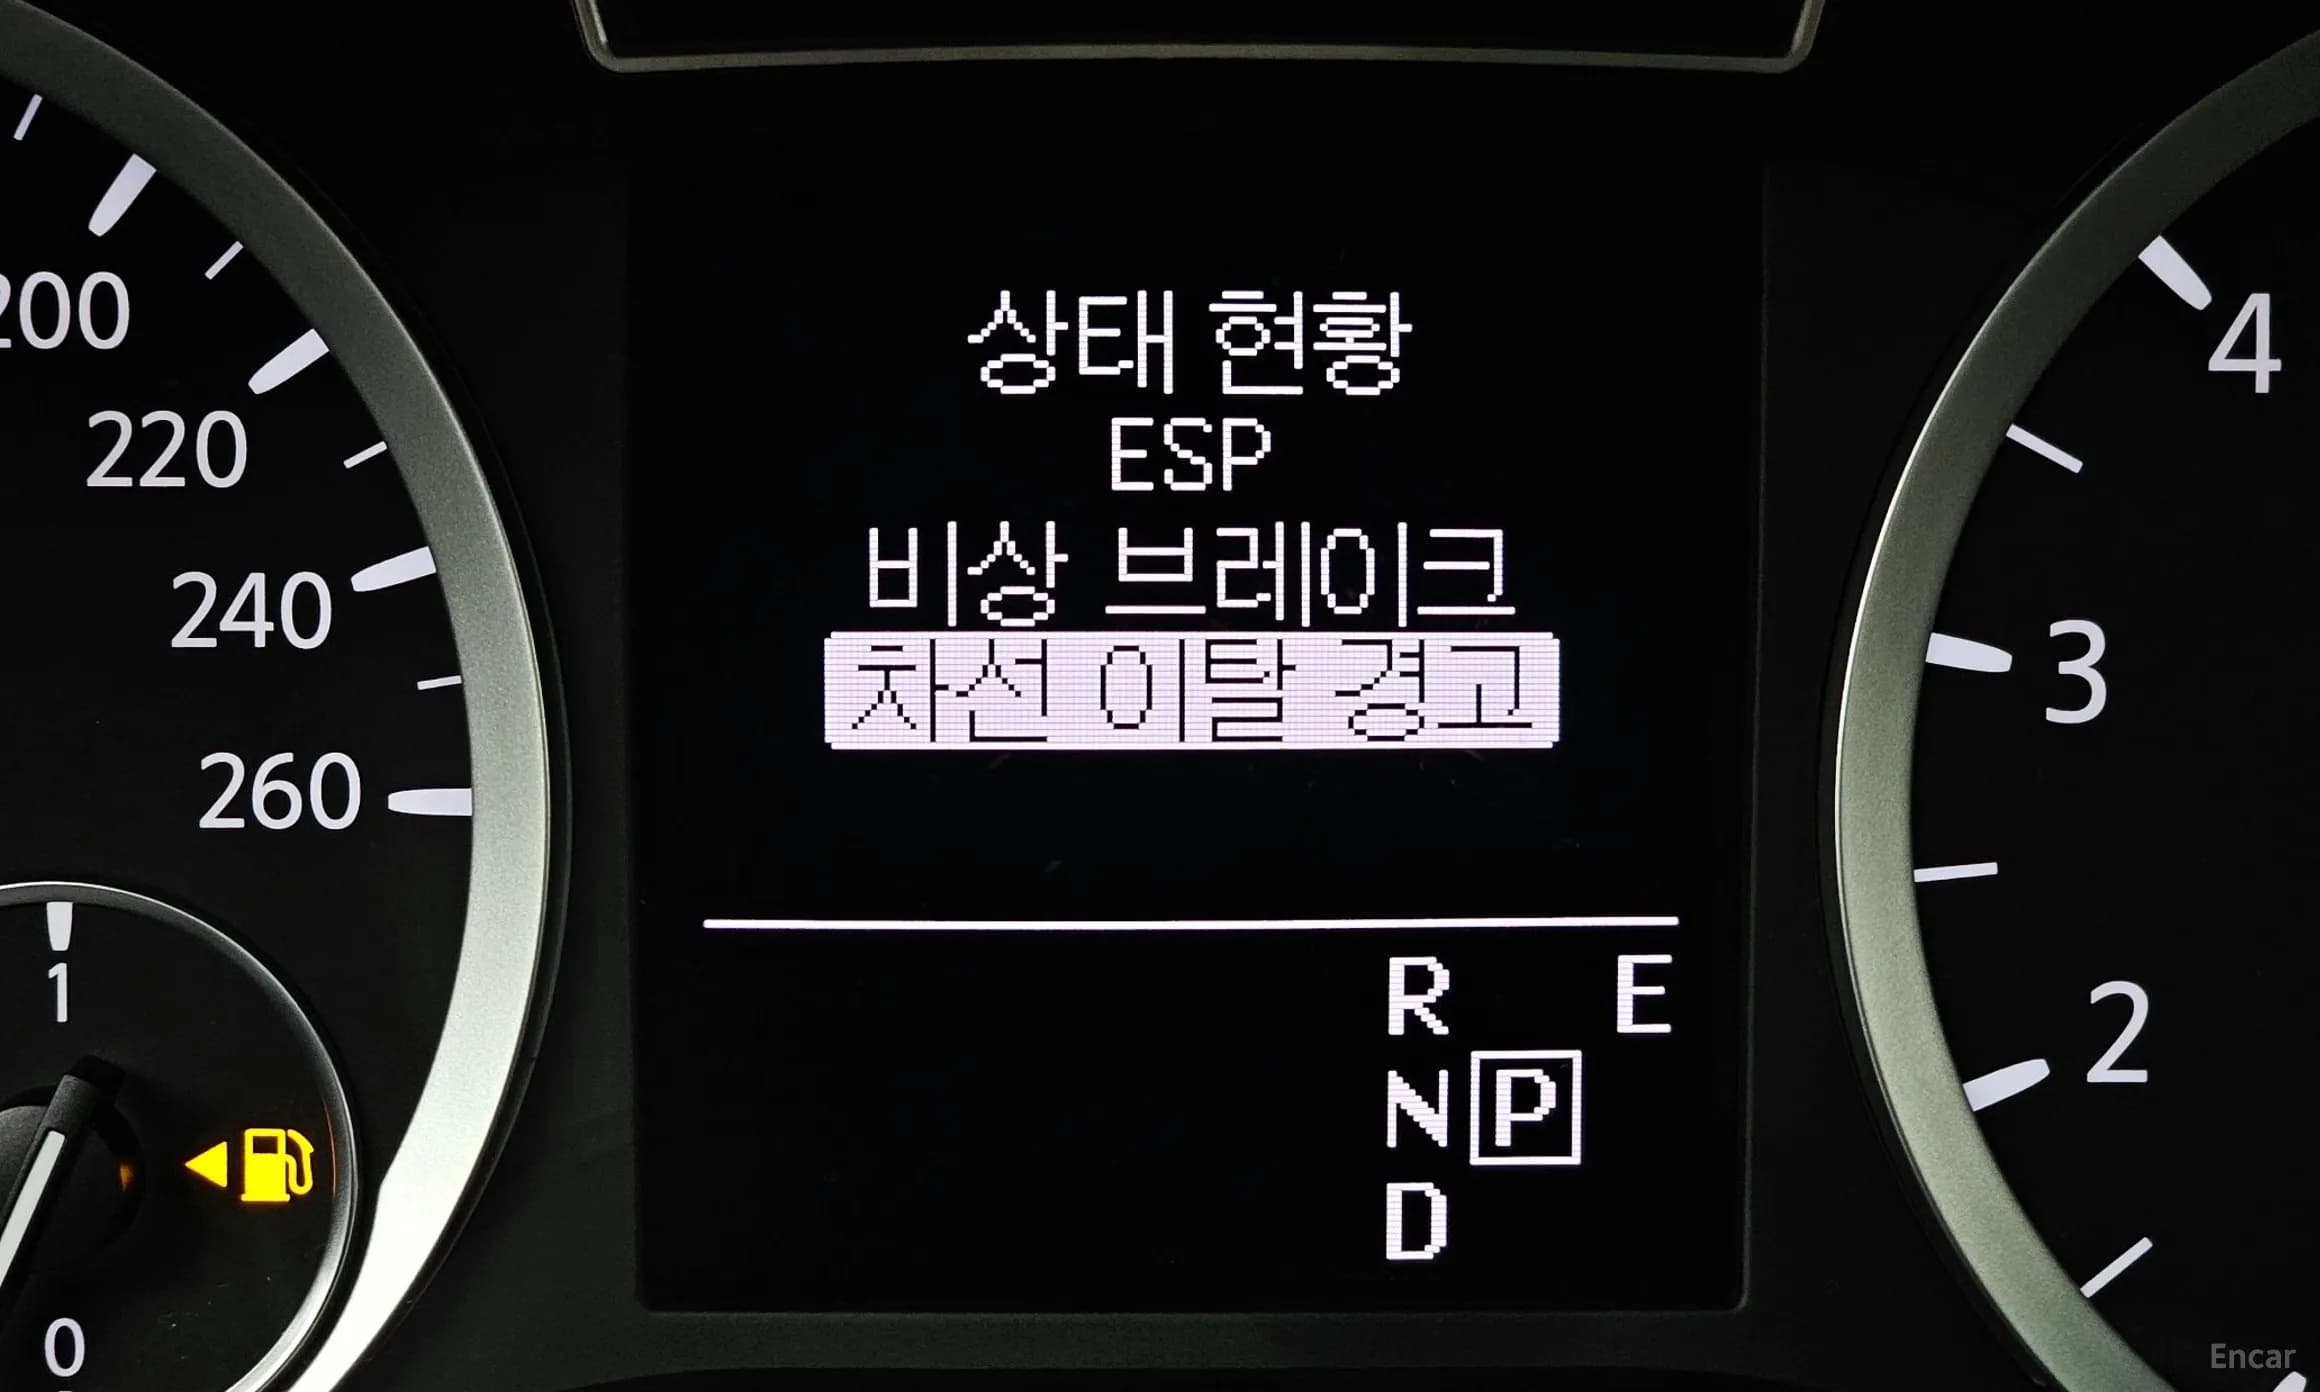 상태 현황
ESP
비상 브레이크
차선 이탈 경고
R E
N P
D
200
220
240
260
1
0
4
3
2
Encar